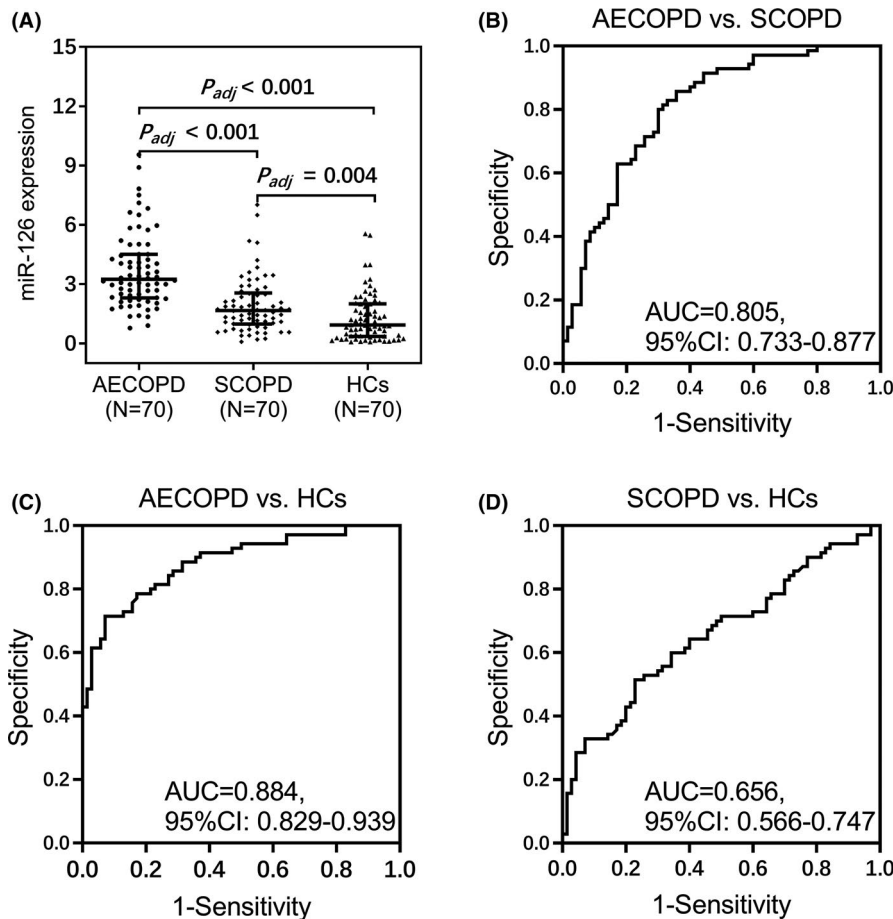 (A)
miR-126 expression
15
12
9
6
3
0
P_adj < 0.001
P_adj < 0.001
P_adj = 0.004
AECOPD SCOPD HCs
(N=70) (N=70) (N=70)
(B) AECOPD vs. SCOPD
Specificity
1.0
0.8
0.6
0.4
0.2
0.0
AUC=0.805,
95%CI: 0.733-0.877
0.0 0.2 0.4 0.6 0.8 1.0
1-Sensitivity
(C) AECOPD vs. HCs
Specificity
1.0
0.8
0.6
0.4
0.2
0.0
AUC=0.884,
95%CI: 0.829-0.939
0.0 0.2 0.4 0.6 0.8 1.0
1-Sensitivity
(D) SCOPD vs. HCs
Specificity
1.0
0.8
0.6
0.4
0.2
0.0
AUC=0.656,
95%CI: 0.566-0.747
0.0 0.2 0.4 0.6 0.8 1.0
1-Sensitivity